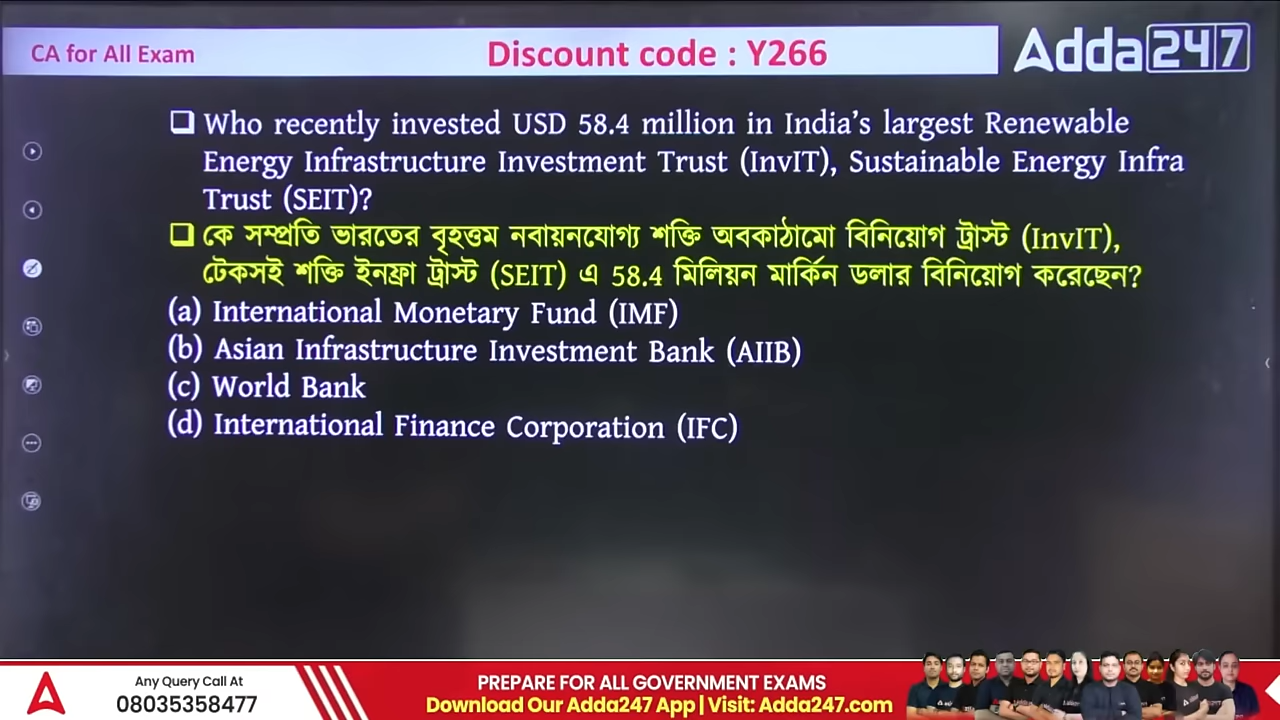 CA for All Exam
Discount code : Y266
Adda247
Who recently invested USD 58.4 million in India’s largest Renewable
Energy Infrastructure Investment Trust (InvIT), Sustainable Energy Infra
Trust (SEIT)?
কে সম্প্রতি ভারতের বৃহত্তম নবায়নযোগ্য শক্তি অবকাঠামো বিনিয়োগ ট্রাস্ট (InvIT),
টেকসই শক্তি ইনফ্রা ট্রাস্ট (SEIT) এ 58.4 মিলিয়ন মার্কিন ডলার বিনিয়োগ করেছেন?
(a) International Monetary Fund (IMF)
(b) Asian Infrastructure Investment Bank (AIIB)
(c) World Bank
(d) International Finance Corporation (IFC)
Any Query Call At
08035358477
PREPARE FOR ALL GOVERNMENT EXAMS
Download Our Adda247 App | Visit: Adda247.com